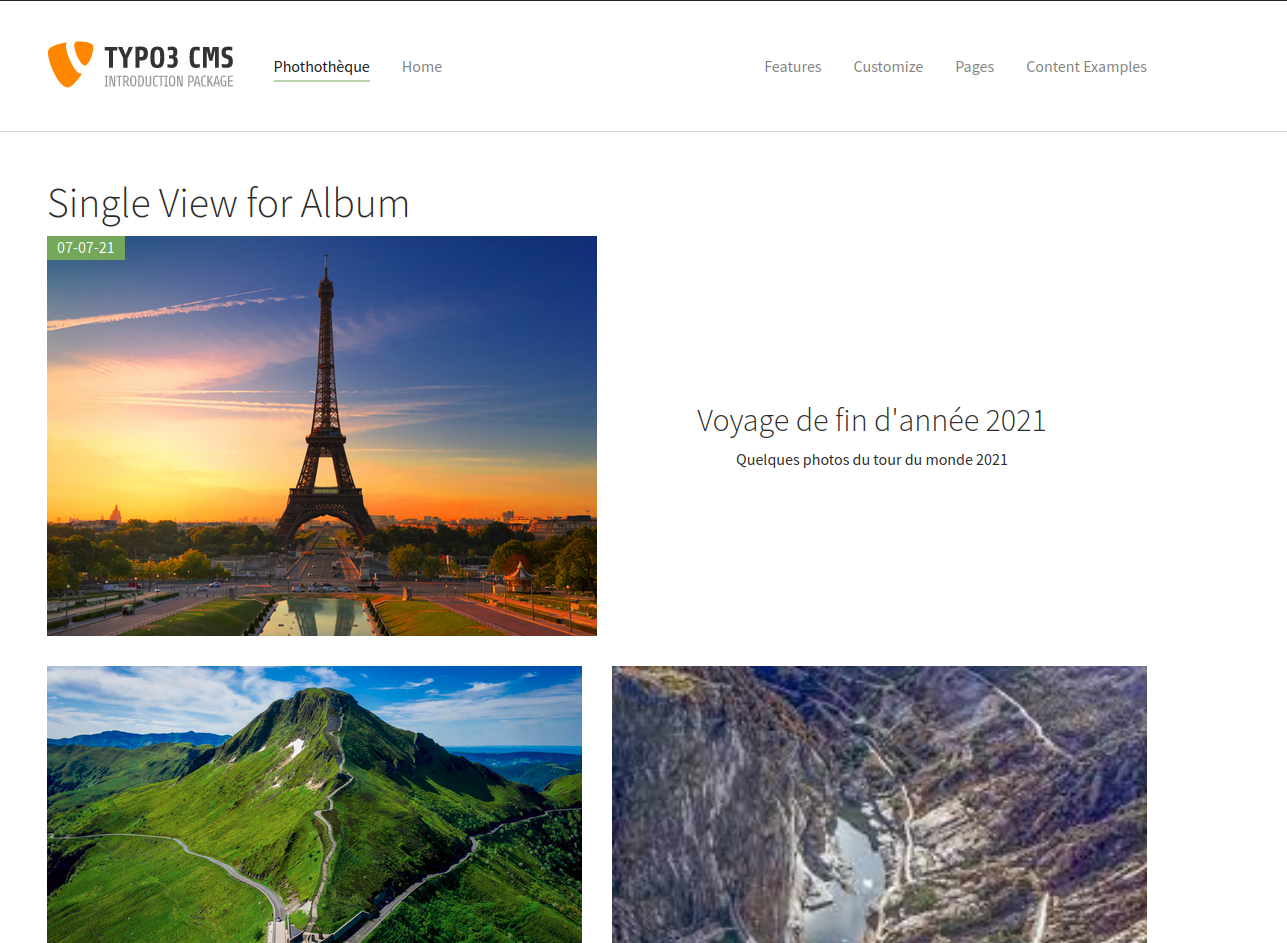 TYPO3 CMS
INTRODUCTION PACKAGE
Phothothèque
Home
Features
Customize
Pages
Content Examples
Single View for Album
07-07-21
Voyage de fin d'année 2021
Quelques photos du tour du monde 2021